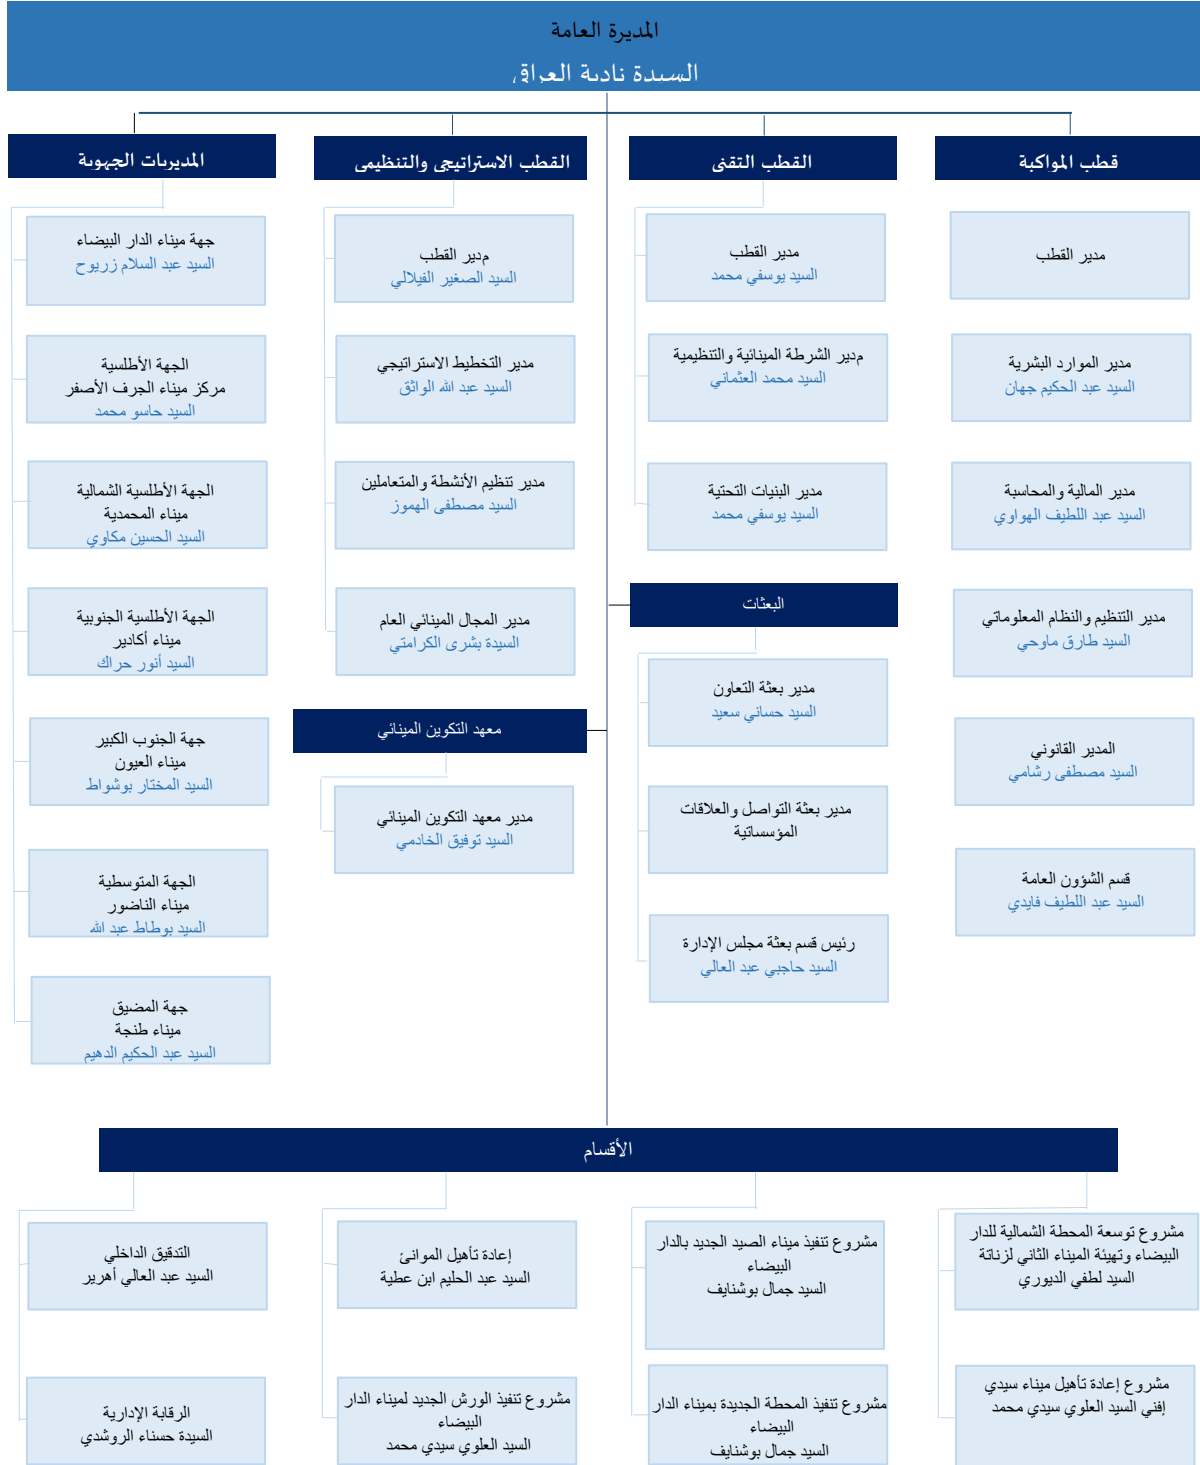 المديرة العامة
السيدة نادية العراقي
قطب المواكبة
القطب التقني
القطب الاستراتيجي والتنظيمي
المديريات الجهوية
مدير القطب
مدير الموارد البشرية
السيد عبد الحكيم جهان
مدير المالية والمحاسبة
السيد عبد اللطيف الهواوي
مدير التنظيم والنظام المعلوماتي
السيد طارق ماوحي
المدير القانوني
السيد مصطفى رشامي
قسم الشؤون العامة
السيد عبد اللطيف فايدي
مدير القطب
السيد يوسفي محمد
مدير الشرطة المينائية والتنظيمية
السيد محمد العثماني
مدير البنيات التحتية
السيد يوسفي محمد
البعثات
مدير بعثة التعاون
السيد حساني سعيد
مدير بعثة التواصل والعلاقات
المؤسساتية
رئيس قسم بعثة مجلس الإدارة
السيد حاجبي عبد العالي
مدير القطب
السيد الصغير الفيلالي
مدير التخطيط الاستراتيجي
السيد عبد الله الواثق
مدير تنظيم الأنشطة والمتعاملين
السيد مصطفى الهموز
مدير المجال المينائي العام
السيدة بشرى الكرامتي
معهد التكوين المينائي
مدير معهد التكوين المينائي
السيد توفيق الخادمي
جهة ميناء الدار البيضاء
السيد عبد السلام زريوح
الجهة الأطلسية
مركز ميناء الجرف الأصفر
السيد حاسو محمد
الجهة الأطلسية الشمالية
ميناء المحمدية
السيد الحسين مكاوي
الجهة الأطلسية الجنوبية
ميناء أكادير
السيد أنور حراك
جهة الجنوب الكبير
ميناء العيون
السيد المختار بوشواط
الجهة المتوسطية
ميناء الناضور
السيد بوطاط عبد الله
جهة المضيق
ميناء طنجة
السيد عبد الحكيم الدهيم
الأقسام
مشروع توسعة المحطة الشمالية للدار
البيضاء وتهيئة الميناء الثاني لزناتة
السيد لطفي الديوري
مشروع إعادة تأهيل ميناء سيدي
إفني السيد العلوي سيدي محمد
مشروع تنفيذ ميناء الصيد الجديد بالدار
البيضاء
السيد جمال بوشنايف
مشروع تنفيذ المحطة الجديدة بميناء الدار
البيضاء
السيد جمال بوشنايف
إعادة تأهيل الموانئ
السيد عبد الحليم ابن عطية
مشروع تنفيذ الورش الجديد لميناء الدار
البيضاء
السيد العلوي سيدي محمد
التدقيق الداخلي
السيد عبد العالي أهرير
الرقابة الإدارية
السيدة حسناء الروشدي